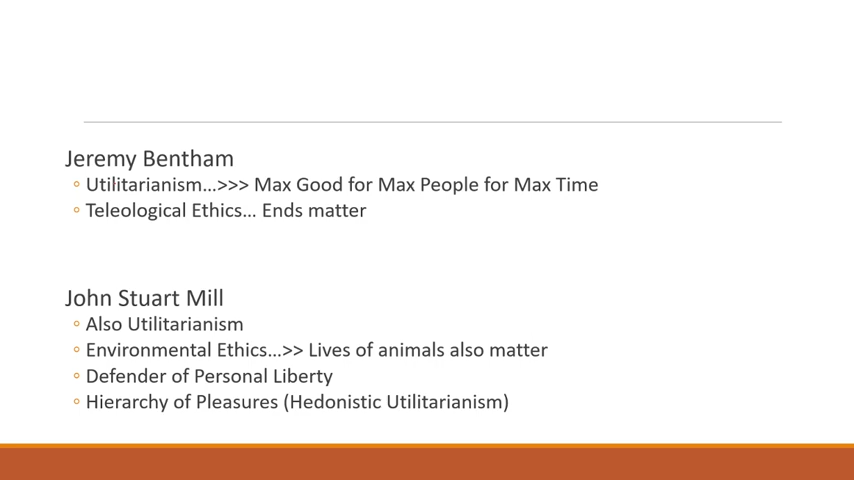 Jeremy Bentham
◦ Utilitarianism...>>> Max Good for Max People for Max Time
◦ Teleological Ethics... Ends matter
John Stuart Mill
◦ Also Utilitarianism
◦ Environmental Ethics...>> Lives of animals also matter
◦ Defender of Personal Liberty
◦ Hierarchy of Pleasures (Hedonistic Utilitarianism)